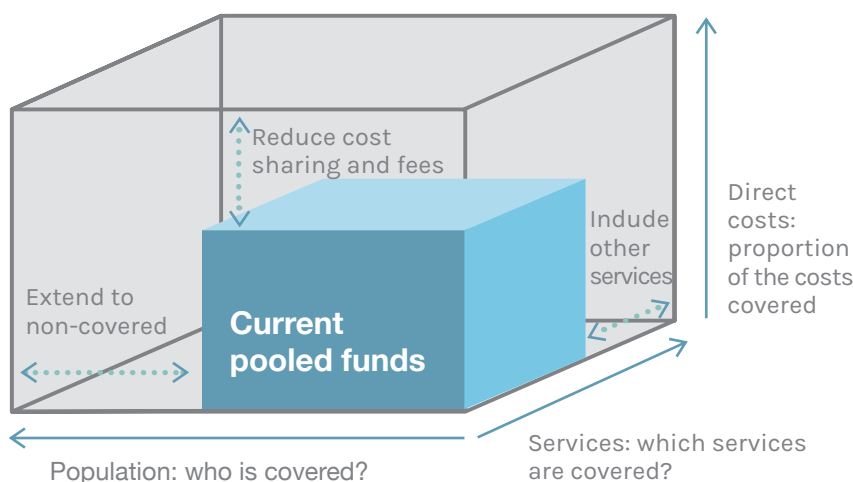 Reduce cost
sharing and fees
Direct
costs:
proportion
of the costs
covered
Indude
other
services
Extend to
non-covered
Current
pooled funds
Services: which services
are covered?
Population: who is covered?